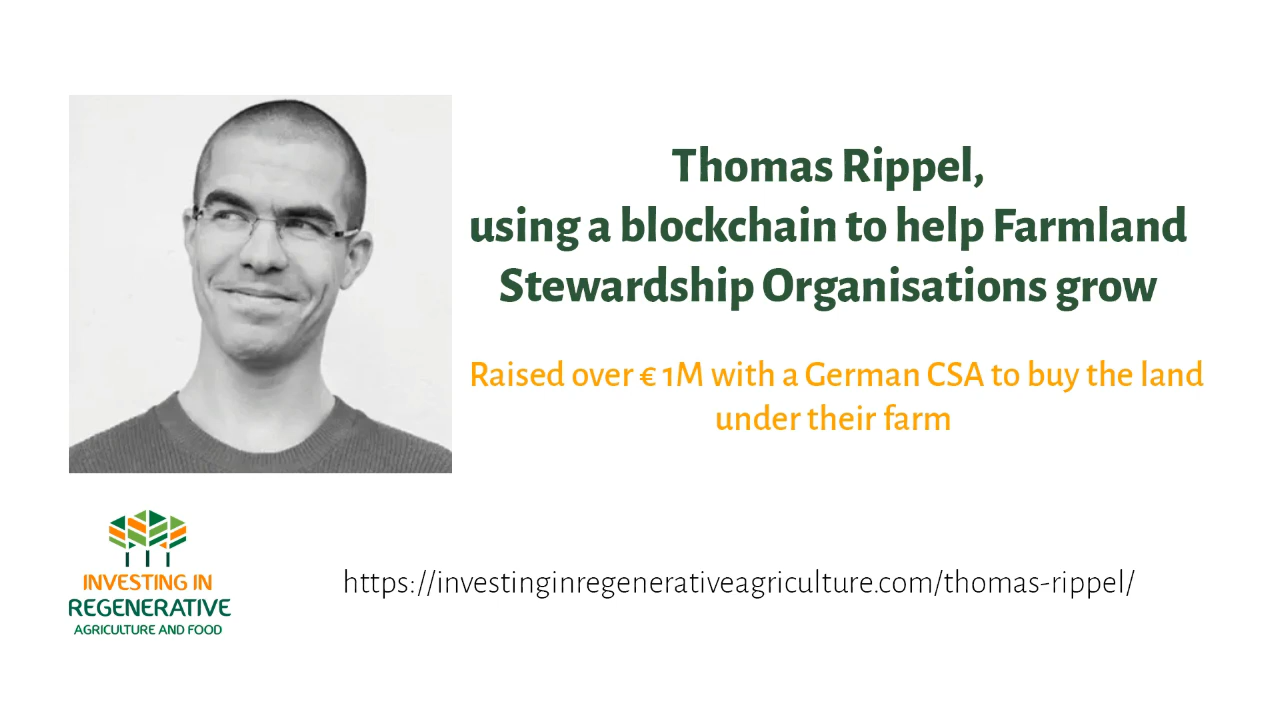 Thomas Rippel,
using a blockchain to help Farmland
Stewardship Organisations grow
Raised over € 1M with a German CSA to buy the land
under their farm
INVESTING IN
REGENERATIVE
AGRICULTURE AND FOOD
https://investinginregenerativeagriculture.com/thomas-rippel/